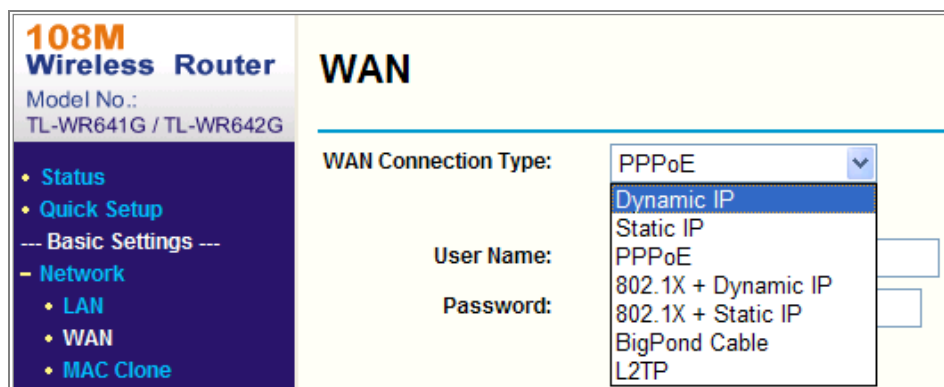 108M
Wireless Router
Model No.:
TL-WR641G / TL-WR642G
• Status
• Quick Setup
--- Basic Settings ---
– Network
• LAN
• WAN
• MAC Clone
WAN
WAN Connection Type: PPPoE
Dynamic IP
Static IP
PPPoE
802.1X + Dynamic IP
802.1X + Static IP
BigPond Cable
L2TP
User Name:
Password: